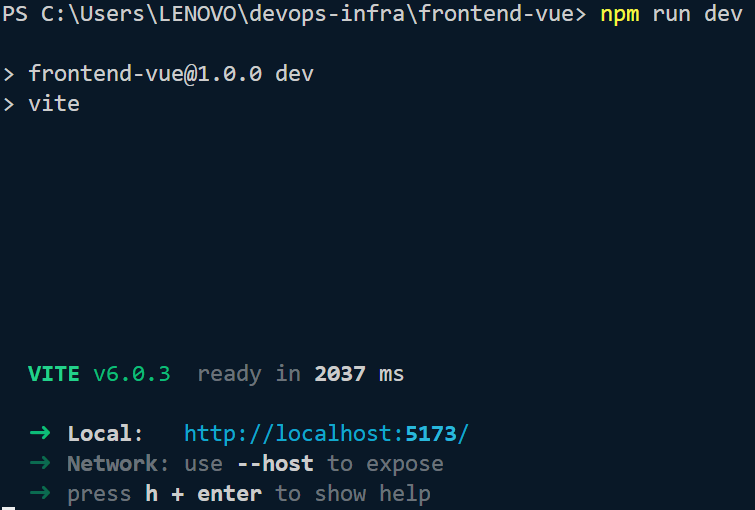 PS C:\Users\LENOVO\devops-infra\frontend-vue> npm run dev
> frontend-vue@1.0.0 dev
> vite
VITE v6.0.3  ready in 2037 ms
➜ Local:   http://localhost:5173/
➜ Network: use --host to expose
➜ press h + enter to show help